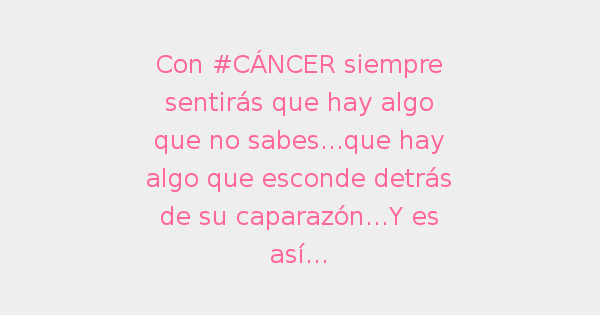 Con #CÁNCER siempre
sentirás que hay algo
que no sabes...que hay
algo que esconde detrás
de su caparazón...Y es
así...